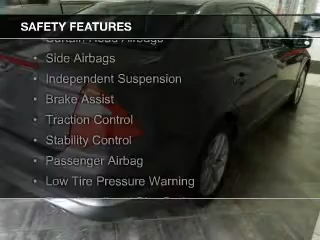 SAFETY FEATURES
• Side Airbags
• Independent Suspension
• Brake Assist
• Traction Control
• Stability Control
• Passenger Airbag
• Low Tire Pressure Warning